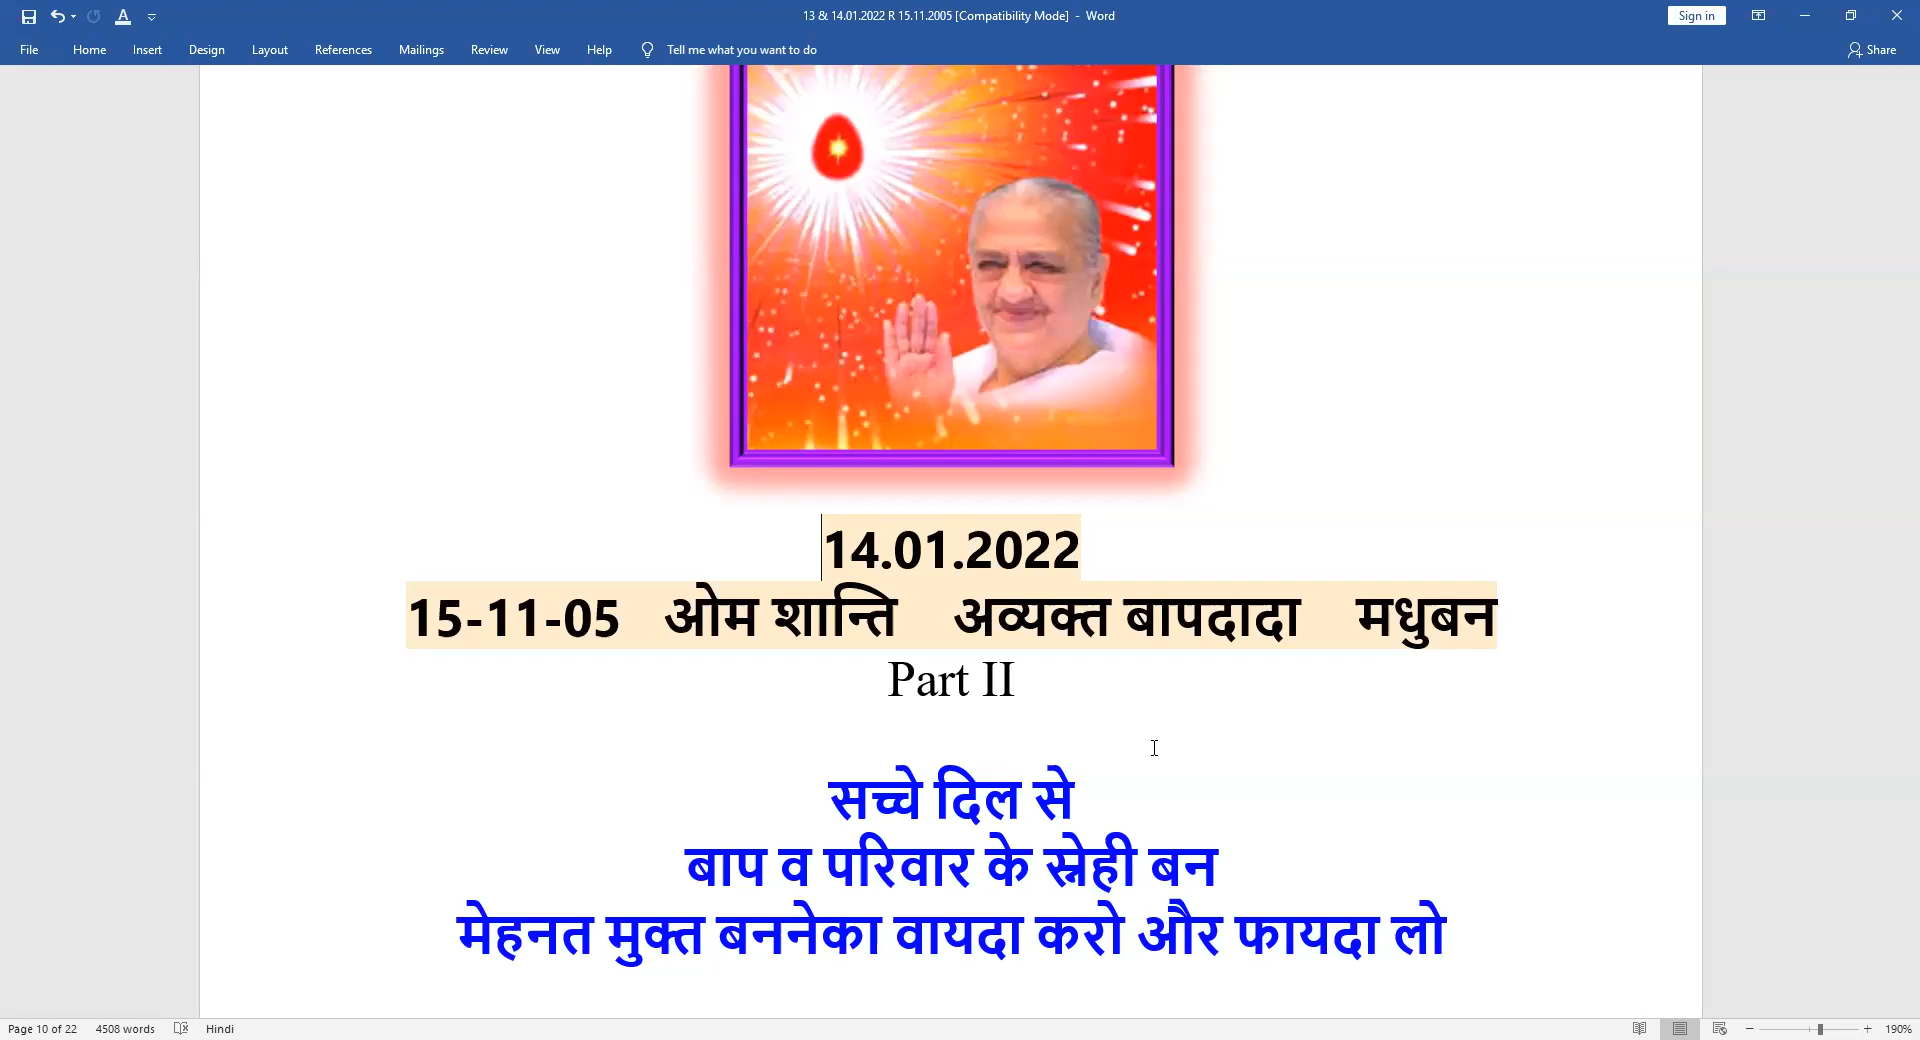 13 & 14.01.2022 R 15.11.2005 [Compatibility Mode] - Word
Sign in
File Home Insert Design Layout References Mailings Review View Help Tell me what you want to do Share
14.01.2022
15-11-05 ओम शान्ति अव्यक्त बापदादा मधुबन
Part II
सच्चे दिल से
बाप व परिवार के स्नेही बन
मेहनत मुक्त बननेका वायदा करो और फायदा लो
Page 10 of 22 4508 words Hindi 190%